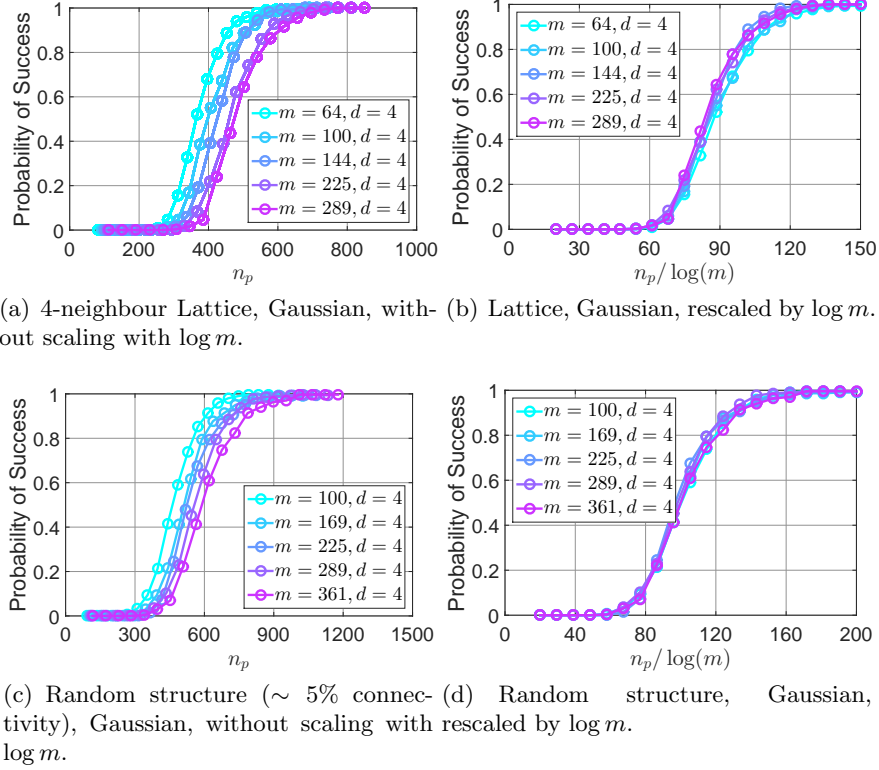 Probability of Success
1
0.8
0.6
0.4
0.2
0
0 200 400 600 800 1000
n_p
m = 64, d = 4
m = 100, d = 4
m = 144, d = 4
m = 225, d = 4
m = 289, d = 4
(a) 4-neighbour Lattice, Gaussian, with-
out scaling with log m.
Probability of Success
1
0.8
0.6
0.4
0.2
0
0 30 60 90 120 150
n_p / log(m)
m = 64, d = 4
m = 100, d = 4
m = 144, d = 4
m = 225, d = 4
m = 289, d = 4
(b) Lattice, Gaussian, rescaled by log m.
Probability of Success
1
0.8
0.6
0.4
0.2
0
0 300 600 900 1200 1500
n_p
m = 100, d = 4
m = 169, d = 4
m = 225, d = 4
m = 289, d = 4
m = 361, d = 4
(c) Random structure (∼ 5% connec-
tivity), Gaussian, without scaling with
log m.
Probability of Success
1
0.8
0.6
0.4
0.2
0
0 40 80 120 160 200
n_p / log(m)
m = 100, d = 4
m = 169, d = 4
m = 225, d = 4
m = 289, d = 4
m = 361, d = 4
(d) Random structure, Gaussian,
rescaled by log m.